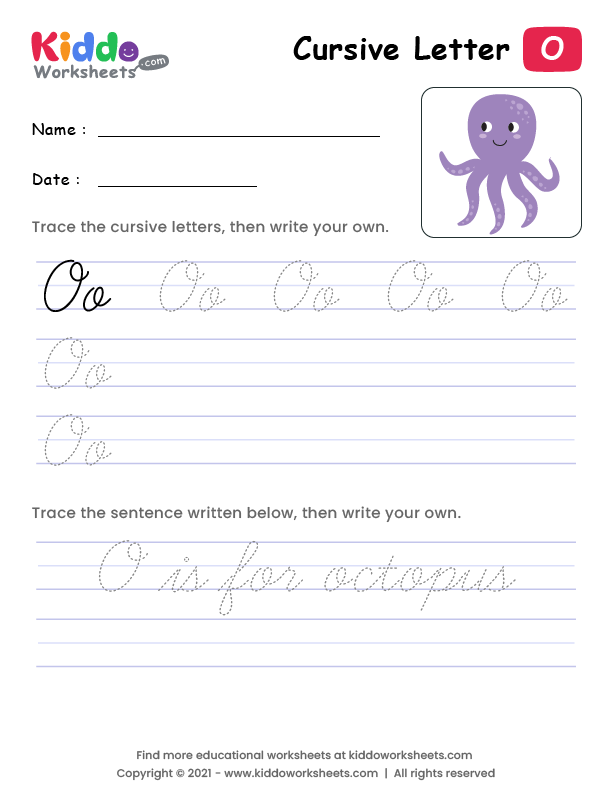 Kiddo
Worksheets.com
Cursive Letter O
Name :
Date :
Trace the cursive letters, then write your own.
Oo Oo Oo Oo Oo
Oo
Oo
Trace the sentence written below, then write your own.
O is for octopus
Find more educational worksheets at kiddoworksheets.com
Copyright © 2021 - www.kiddoworksheets.com | All rights reserved